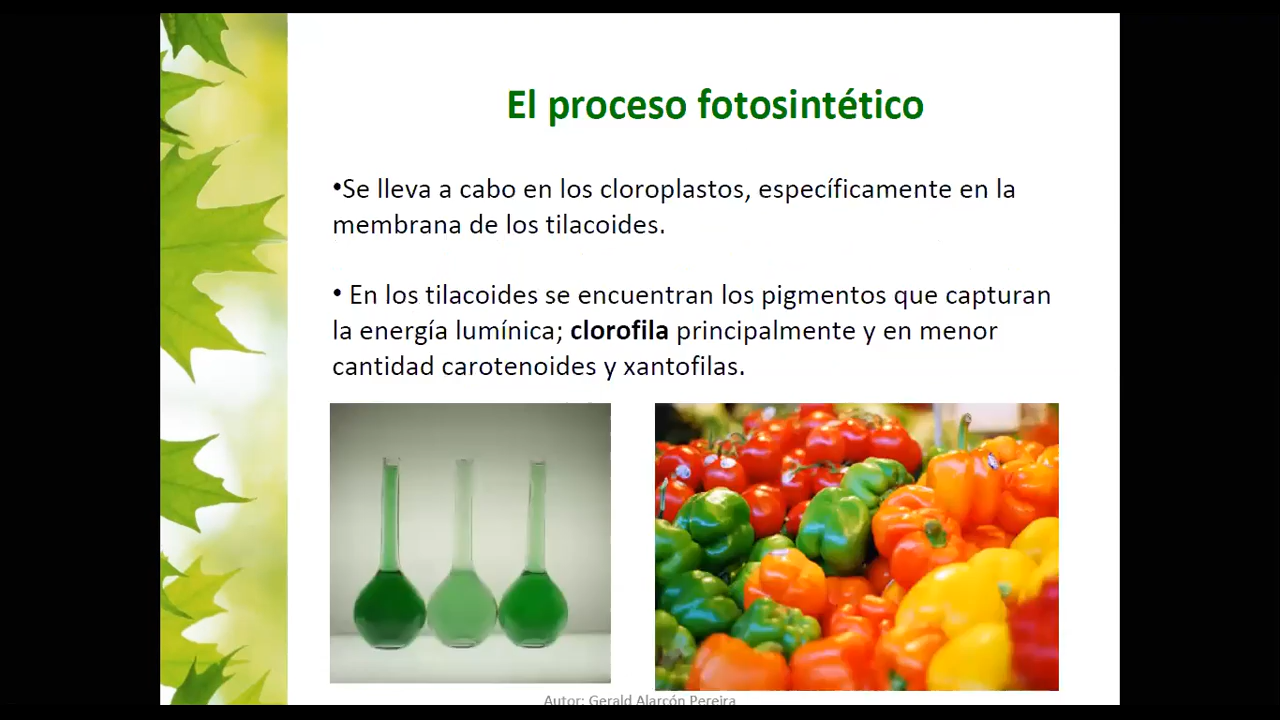 El proceso fotosintético
•Se lleva a cabo en los cloroplastos, específicamente en la
membrana de los tilacoides.
• En los tilacoides se encuentran los pigmentos que capturan
la energía lumínica; clorofila principalmente y en menor
cantidad carotenoides y xantofilas.
Autor: Gerald Alarcón Pereira